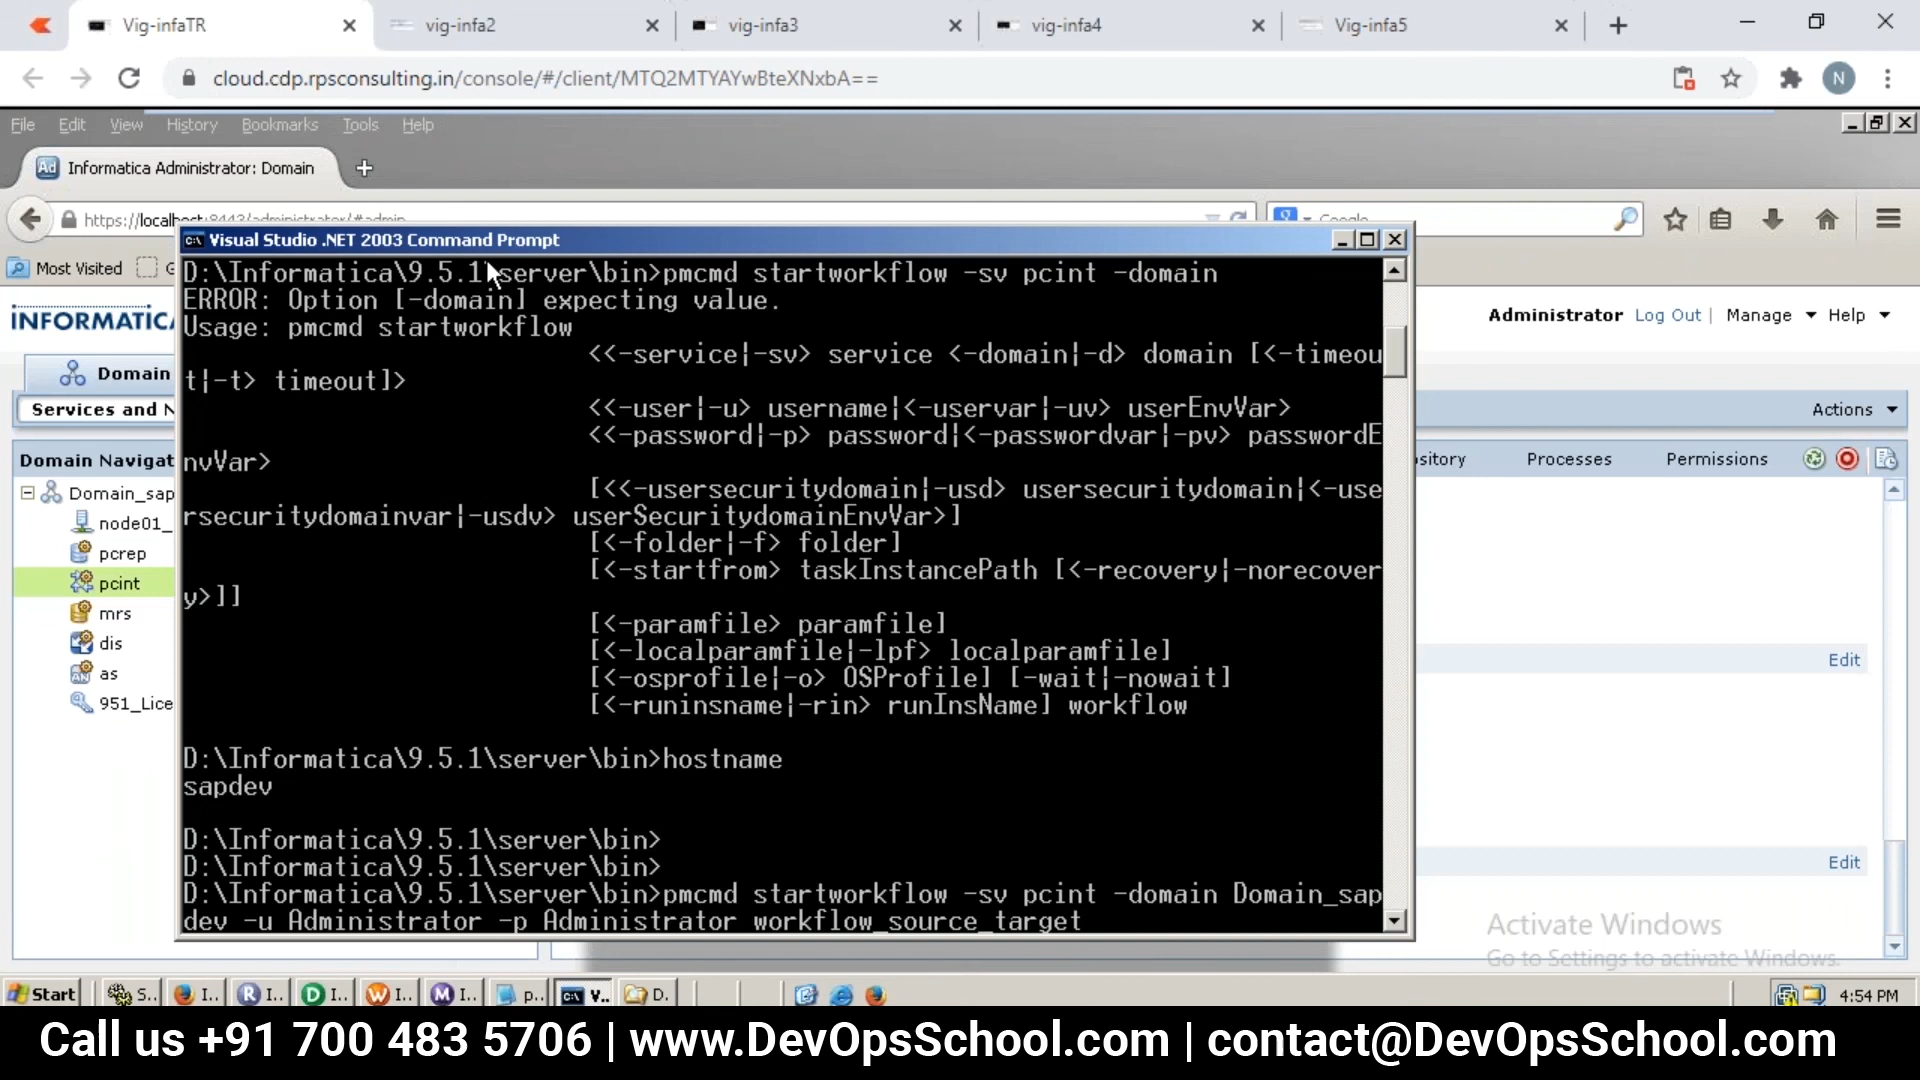 Vig-infaTR
vig-infa2
vig-infa3
vig-infa4
Vig-infa5
cloud.cdp.rpsconsulting.in/console/#/client/MTQ2MTYAYwBteXNxbA==
N
File Edit View History Bookmarks Tools Help
Ad Informatica Administrator: Domain
https://localhost:8443/administrator/#admin
Google
Most Visited
Visual Studio .NET 2003 Command Prompt
INFORMATICA
Administrator Log Out | Manage Help
Domain
Services and N
Actions
Domain Navigat
sitory Processes Permissions
Domain_sap
node01_
pcrep
pcint
mrs
dis
as
951_Lice
Edit
Edit
D:\Informatica\9.5.1\server\bin>pmcmd startworkflow -sv pcint -domain
ERROR: Option [-domain] expecting value.
Usage: pmcmd startworkflow
<<-service|-sv> service <-domain|-d> domain [<-timeou
t|-t> timeout]>
<<-user|-u> username|<-uservar|-uv> userEnvVar>
<<-password|-p> password|<-passwordvar|-pv> passwordE
nvVar>
[<<-usersecuritydomain|-usd> usersecuritydomain|<-use
rsecuritydomainvar|-usdv> userSecuritydomainEnvVar>]
[<-folder|-f> folder]
[<-startfrom> taskInstancePath [<-recovery|-norecover
y>]]
[<-paramfile> paramfile]
[<-localparamfile|-lpf> localparamfile]
[<-osprofile|-o> OSProfile] [-wait|-nowait]
[<-runinsname|-rin> runInsName] workflow
D:\Informatica\9.5.1\server\bin>hostname
sapdev
D:\Informatica\9.5.1\server\bin>
D:\Informatica\9.5.1\server\bin>
D:\Informatica\9.5.1\server\bin>pmcmd startworkflow -sv pcint -domain Domain_sap
dev -u Administrator -p Administrator workflow_source_target
Activate Windows
Go to Settings to activate Windows.
Start S.. I.. I.. I.. I.. I.. p.. V.. D. 4:54 PM
Call us +91 700 483 5706 | www.DevOpsSchool.com | contact@DevOpsSchool.com